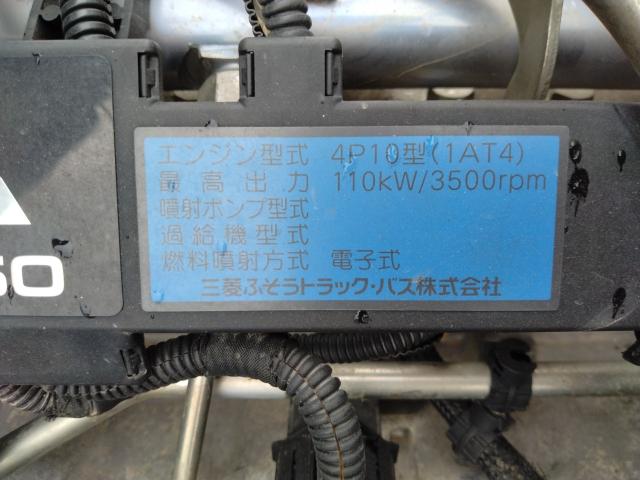 エンジン型式 4P10型(1AT4)
最高出力 110kW/3500rpm
噴射ポンプ型式
過給機型式
燃料噴射方式 電子式
三菱ふそうトラック・バス株式会社